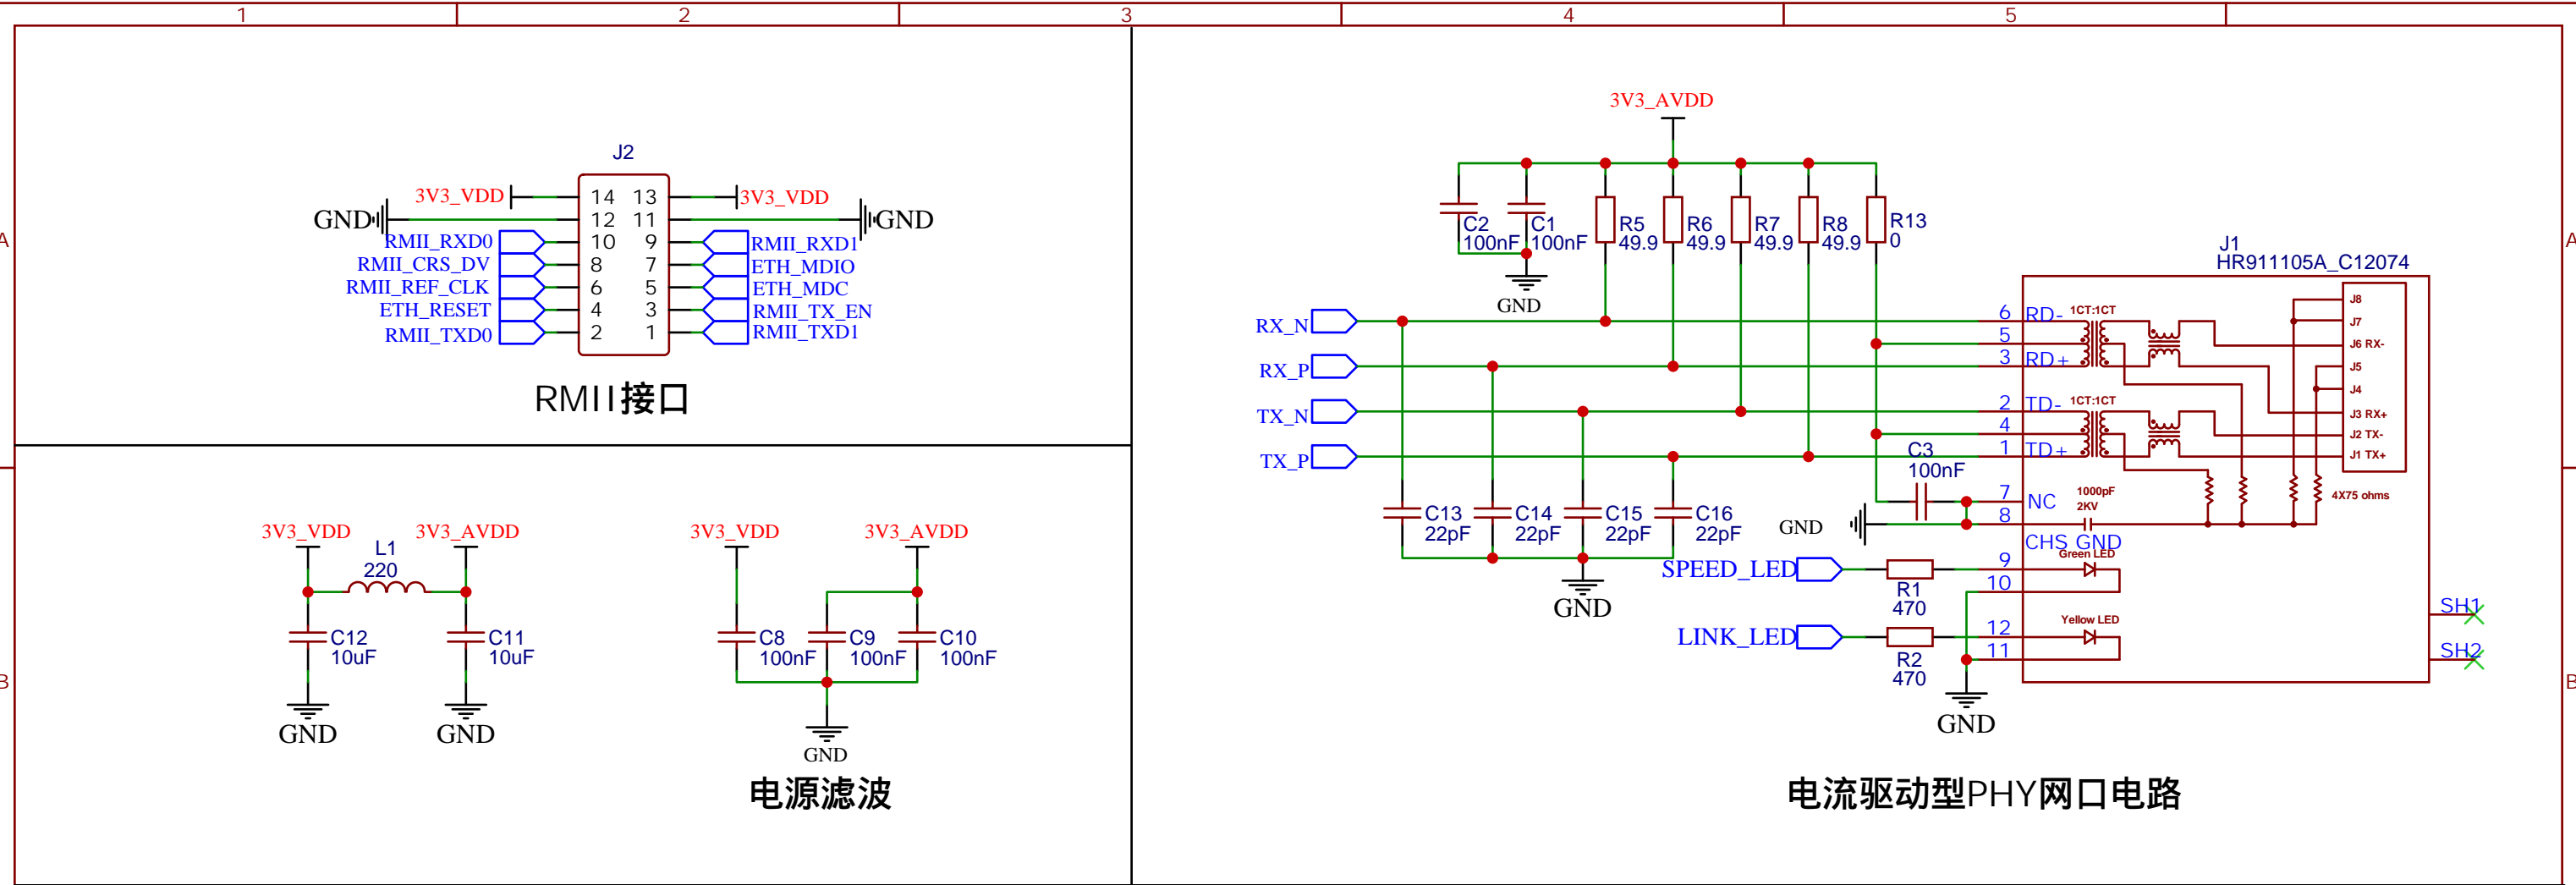 1 2 3 4 5
A
A
B
B
J2
3V3_VDD 14 13 3V3_VDD
GND 12 11 GND
RMII_RXD0 10 9 RMII_RXD1
RMII_CRS_DV 8 7 ETH_MDIO
RMII_REF_CLK 6 5 ETH_MDC
ETH_RESET 4 3 RMII_TX_EN
RMII_TXD0 2 1 RMII_TXD1
RMII接口
3V3_VDD
3V3_AVDD
L1
220
C12
10uF
C11
10uF
GND
GND
3V3_VDD
3V3_AVDD
C8
100nF
C9
100nF
C10
100nF
GND
电源滤波
3V3_AVDD
C2
100nF
C1
100nF
R5
49.9
R6
49.9
R7
49.9
R8
49.9
R13
0
GND
RX_N
RX_P
TX_N
TX_P
C13
22pF
C14
22pF
C15
22pF
C16
22pF
GND
C3
100nF
GND
SPEED_LED
R1
470
LINK_LED
R2
470
GND
J1
HR911105A_C12074
6 RD- 1CT:1CT
5
3 RD+
2 TD- 1CT:1CT
4
1 TD+
7 NC
8
CHS GND
1000pF
2KV
4X75 ohms
J8
J7
J6 RX-
J5
J4
J3 RX+
J2 TX-
J1 TX+
9 Green LED
10
12 Yellow LED
11
SH1
SH2
电流驱动型PHY网口电路